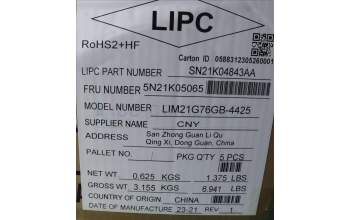 LIPC
RoHS2+HF
Carton ID 0588312305260001
LIPC PART NUMBER SN21K04843AA
FRU NUMBER 5N21K05065
MODEL NUMBER LIM21G76GB-4425
SUPPLIER NAME CNY
ADDRESS San Zhong Guan Li Qu
Qing Xi, Dong Guan, China
PALLET NO. PKG Q'TY 5 PCS
NET WT. 0.625 KGS 1.375 LBS
GROSS WT. 3.155 KGS 6.941 LBS
COUNTRY OF ORIGIN CHINA
DATE OF MANUFACTURE 23-21 REV 1